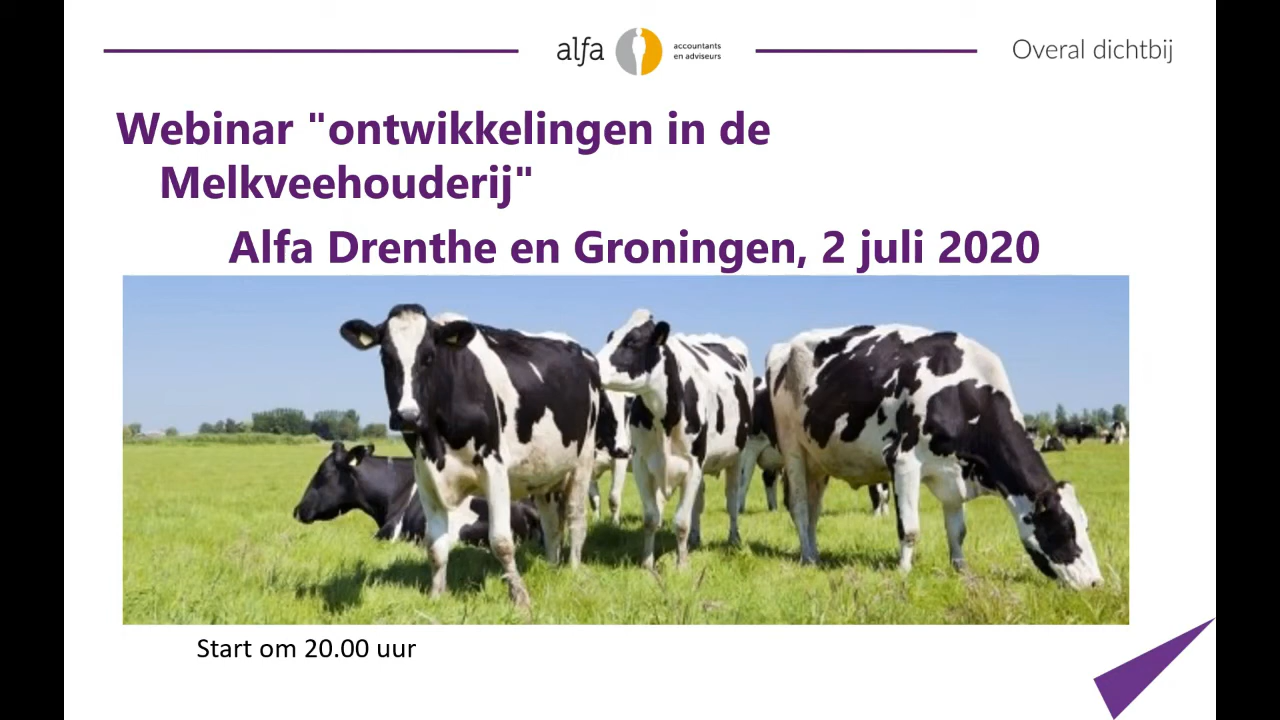 alfa
accountants
en adviseurs
Overal dichtbij
Webinar "ontwikkelingen in de
Melkveehouderij"
Alfa Drenthe en Groningen, 2 juli 2020
Start om 20.00 uur